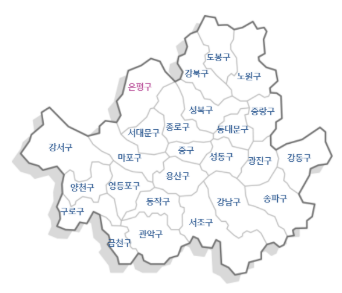 도봉구
강북구
노원구
은평구
성북구
중랑구
종로구
동대문구
서대문구
중구
성동구
마포구
강서구
광진구
강동구
용산구
양천구
영등포구
동작구
강남구
송파구
구로구
서초구
관악구
금천구